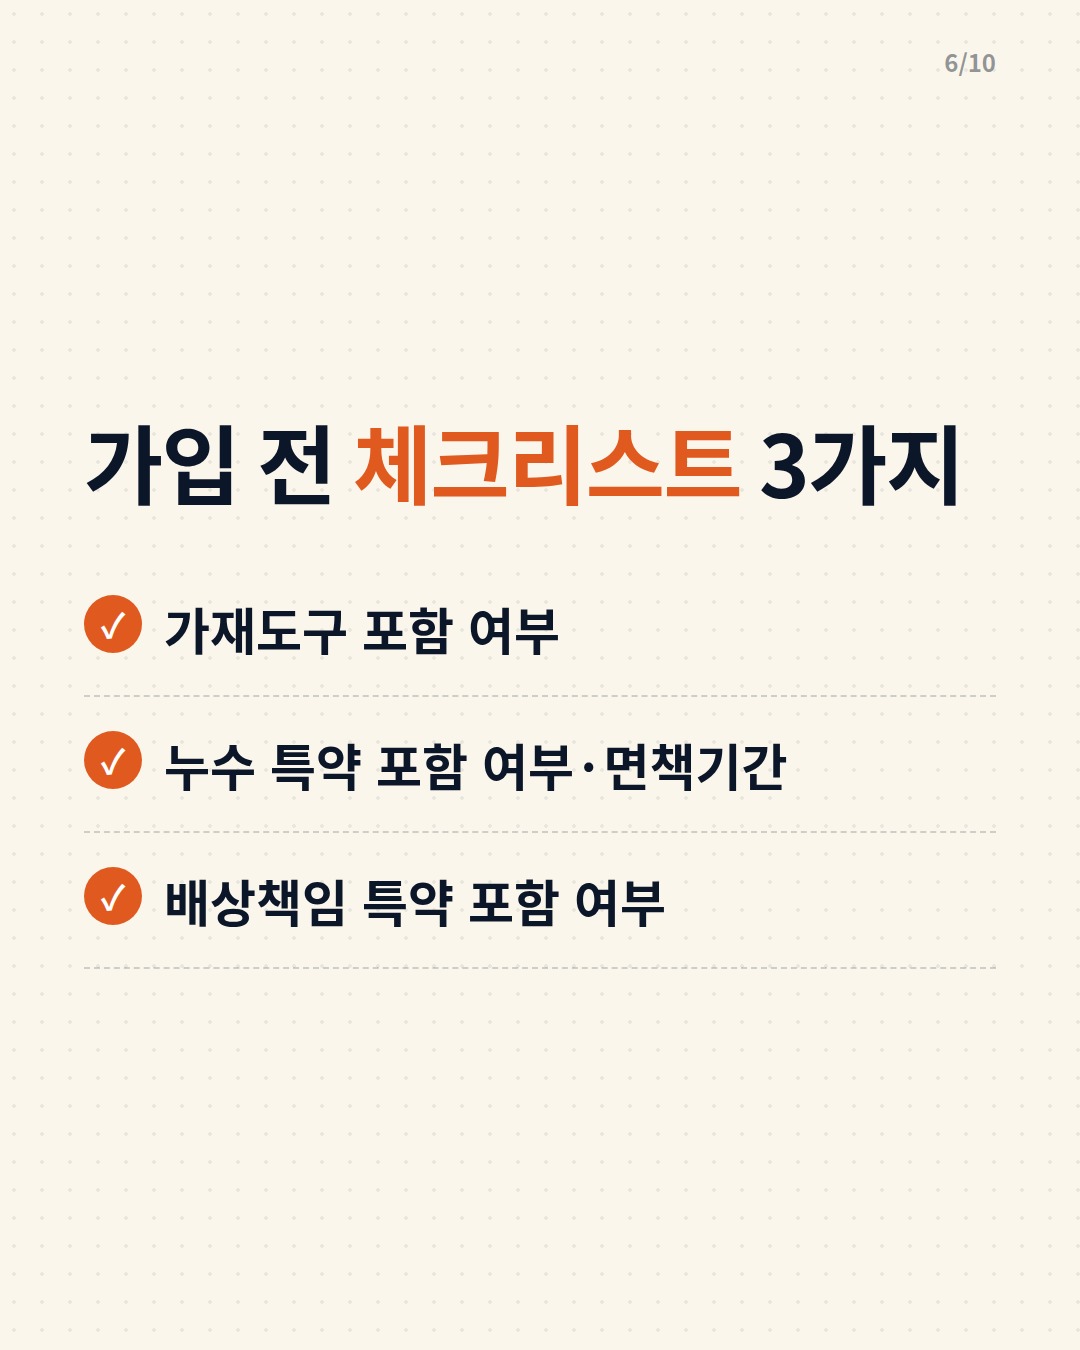 6/10
가입 전 체크리스트 3가지
✓ 가재도구 포함 여부
✓ 누수 특약 포함 여부·면책기간
✓ 배상책임 특약 포함 여부